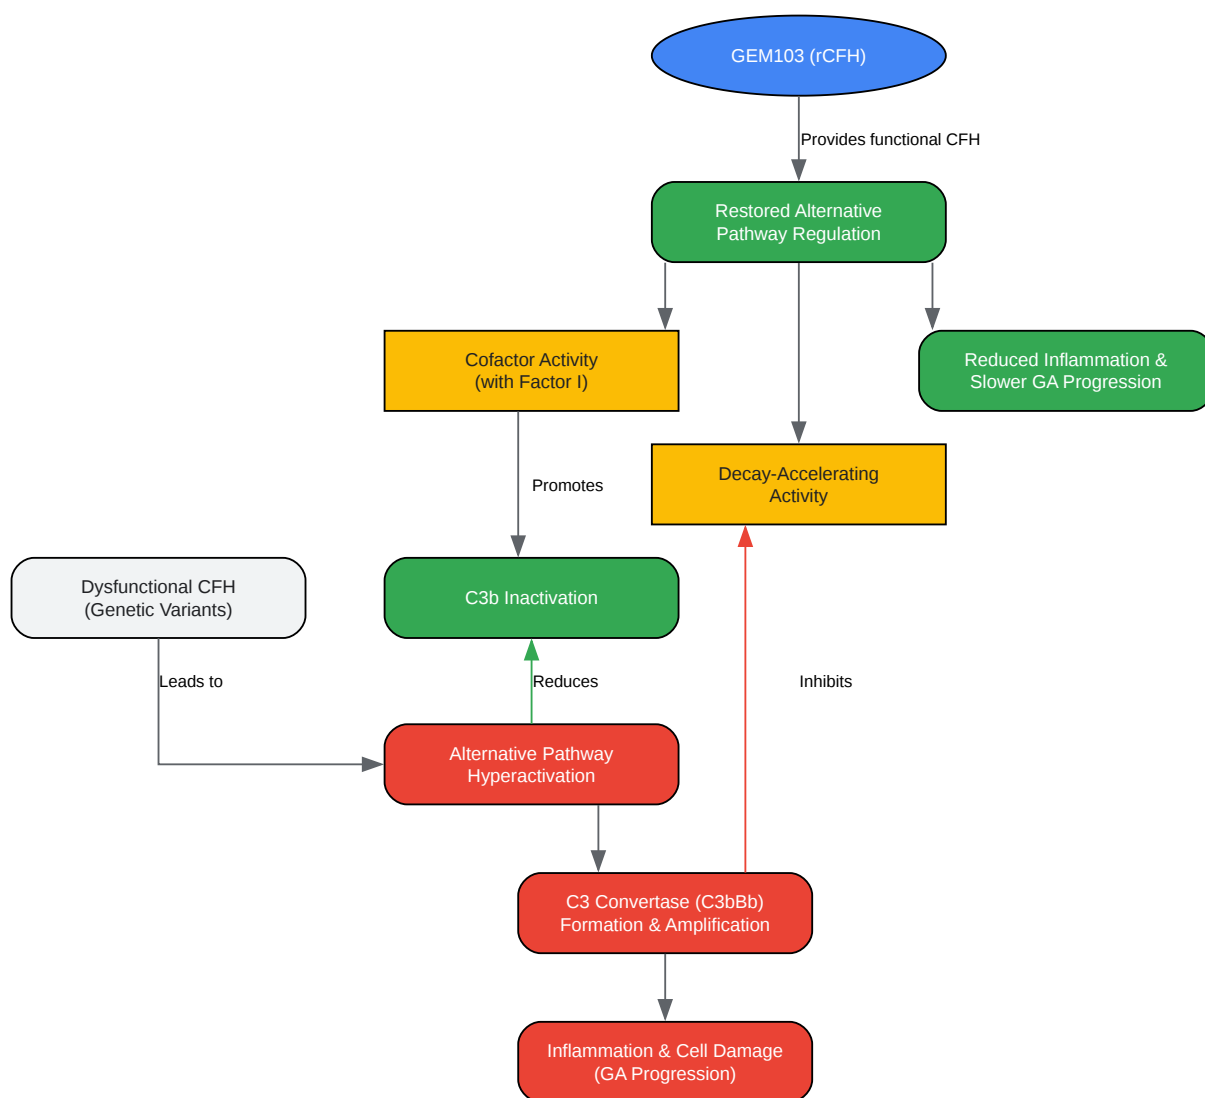 GEM103 (rCFH)
Provides functional CFH
Restored Alternative
Pathway Regulation
Cofactor Activity
(with Factor I)
Reduced Inflammation &
Slower GA Progression
Decay-Accelerating
Activity
Promotes
Dysfunctional CFH
(Genetic Variants)
C3b Inactivation
Leads to
Reduces
Inhibits
Alternative Pathway
Hyperactivation
C3 Convertase (C3bBb)
Formation & Amplification
Inflammation & Cell Damage
(GA Progression)